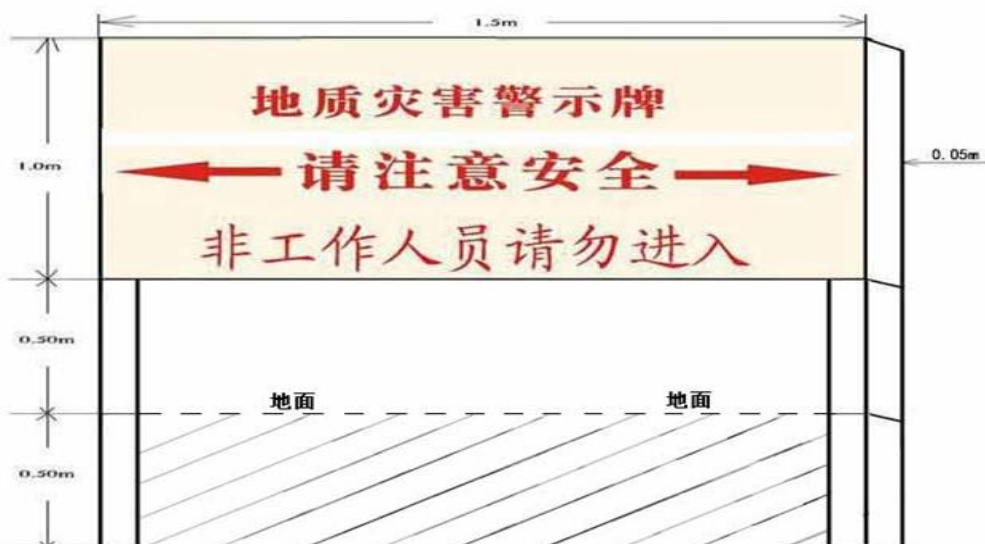 1.5m
地质灾害警示牌
1.0m
请注意安全
0.05m
非工作人员请勿进入
0.50m
地面 地面
0.50m